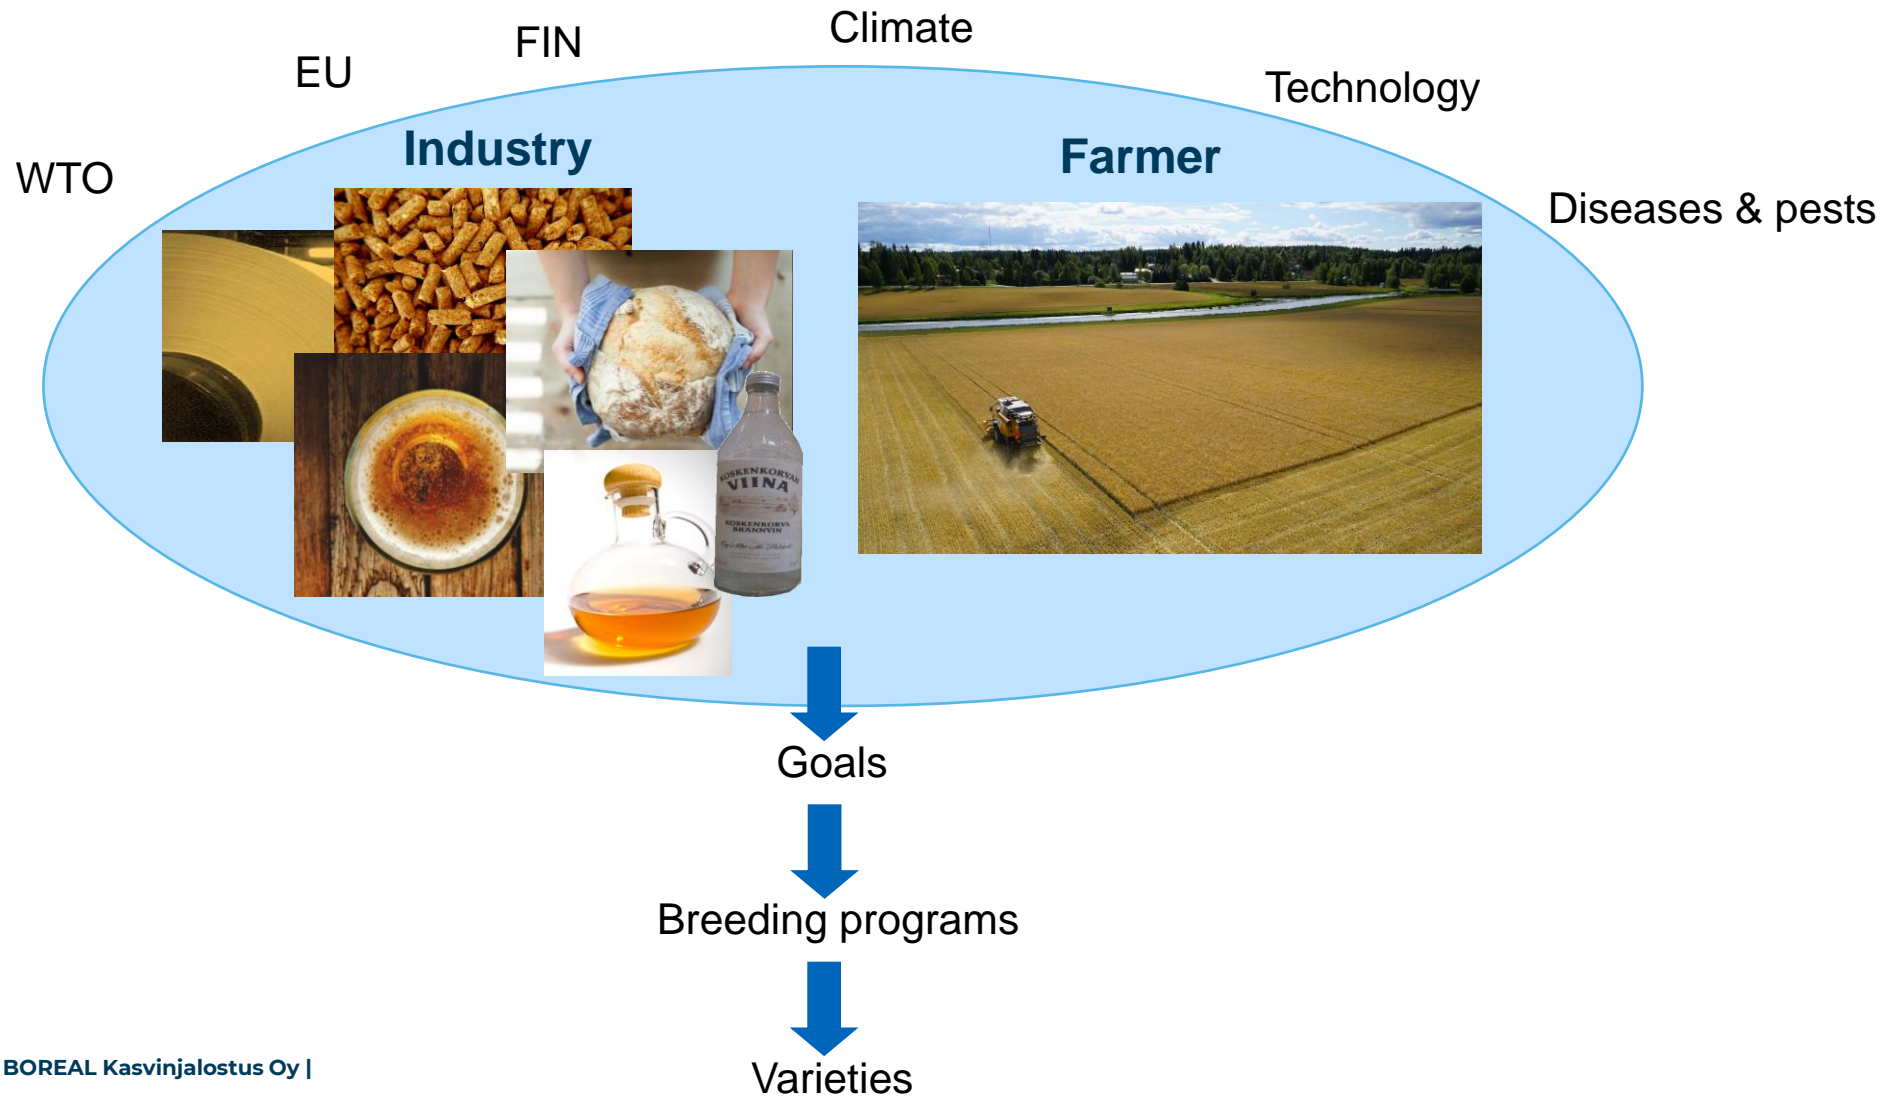 Climate
FIN
EU
Technology
Industry
Farmer
WTO
Diseases & pests
KOSKENKORVAN
VIINA
KOSKENKORVA
BRÄNNVIN
Goals
Breeding programs
BOREAL Kasvinjalostus Oy |
Varieties